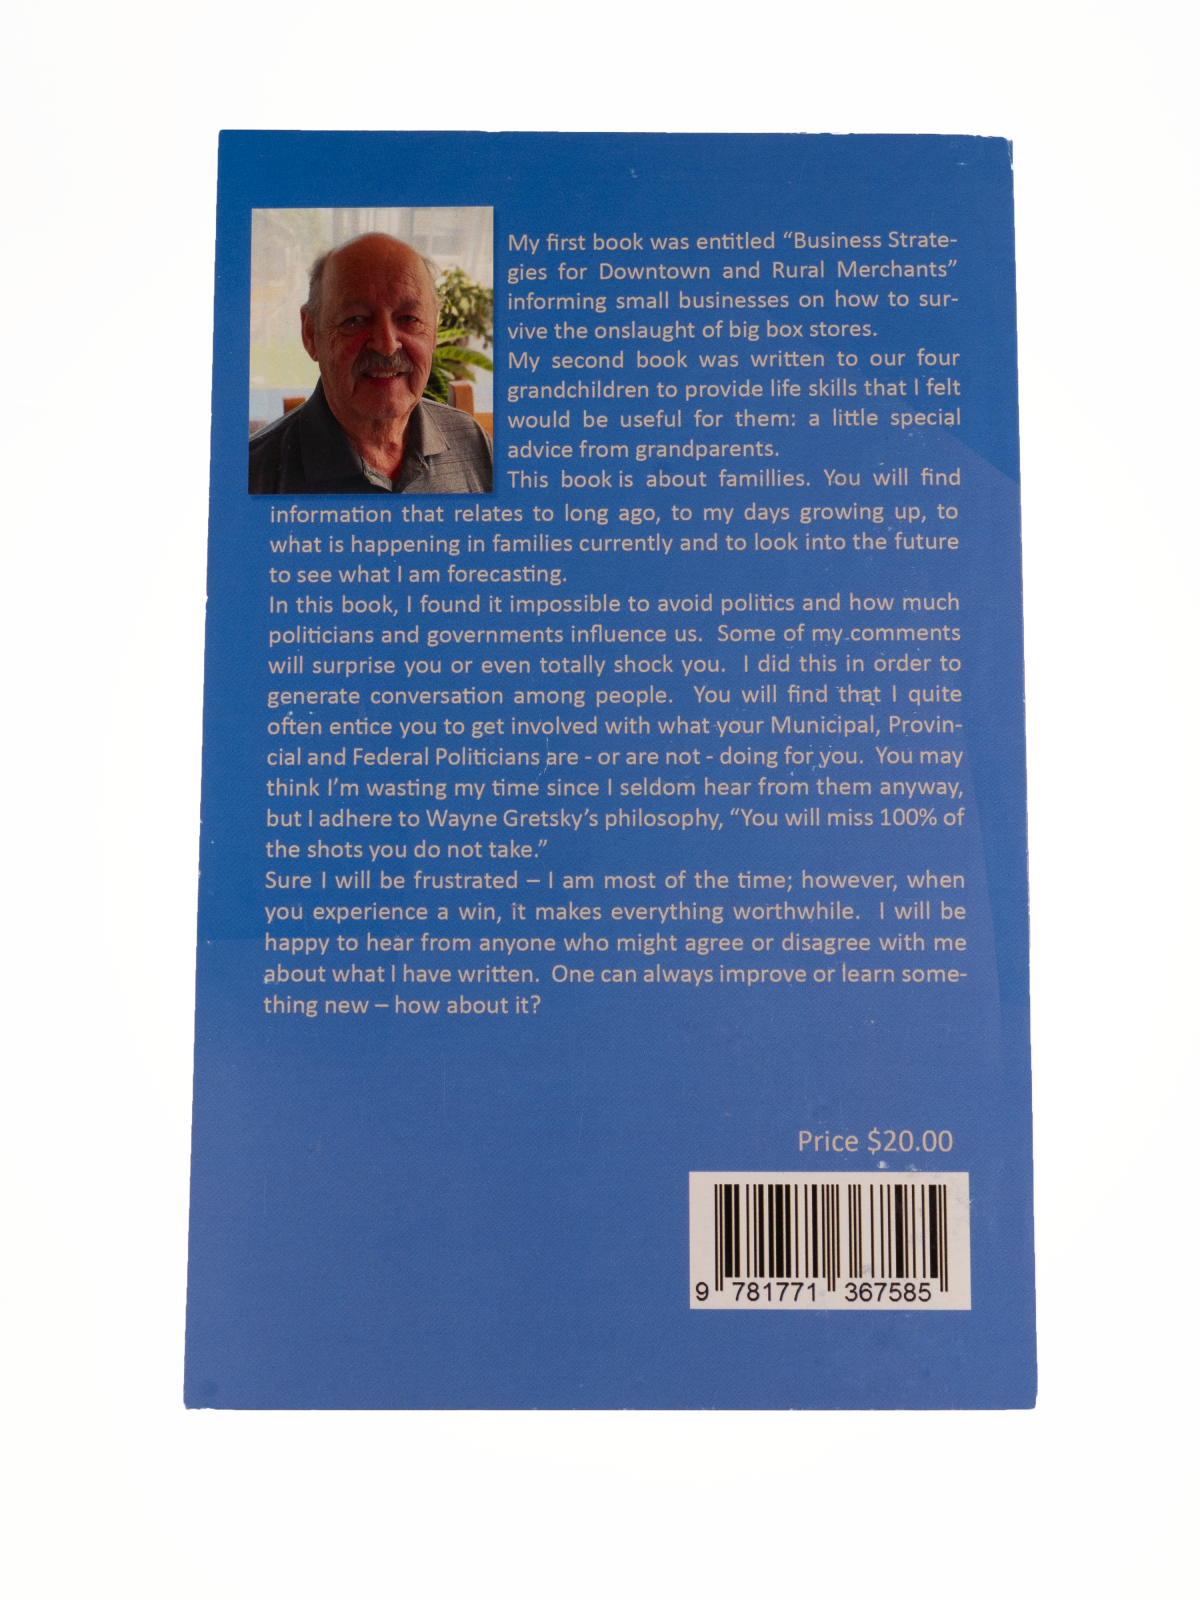 My first book was entitled “Business Strate-
gies for Downtown and Rural Merchants”
informing small businesses on how to sur-
vive the onslaught of big box stores.
My second book was written to our four
grandchildren to provide life skills that I felt
would be useful for them: a little special
advice from grandparents.
This book is about famillies. You will find
information that relates to long ago, to my days growing up, to
what is happening in families currently and to look into the future
to see what I am forecasting.
In this book, I found it impossible to avoid politics and how much
politicians and governments influence us. Some of my comments
will surprise you or even totally shock you. I did this in order to
generate conversation among people. You will find that I quite
often entice you to get involved with what your Municipal, Provin-
cial and Federal Politicians are - or are not - doing for you. You may
think I’m wasting my time since I seldom hear from them anyway,
but I adhere to Wayne Gretsky’s philosophy, “You will miss 100% of
the shots you do not take.”
Sure I will be frustrated – I am most of the time; however, when
you experience a win, it makes everything worthwhile. I will be
happy to hear from anyone who might agree or disagree with me
about what I have written. One can always improve or learn some-
thing new – how about it?
Price $20.00
9 781771 367585